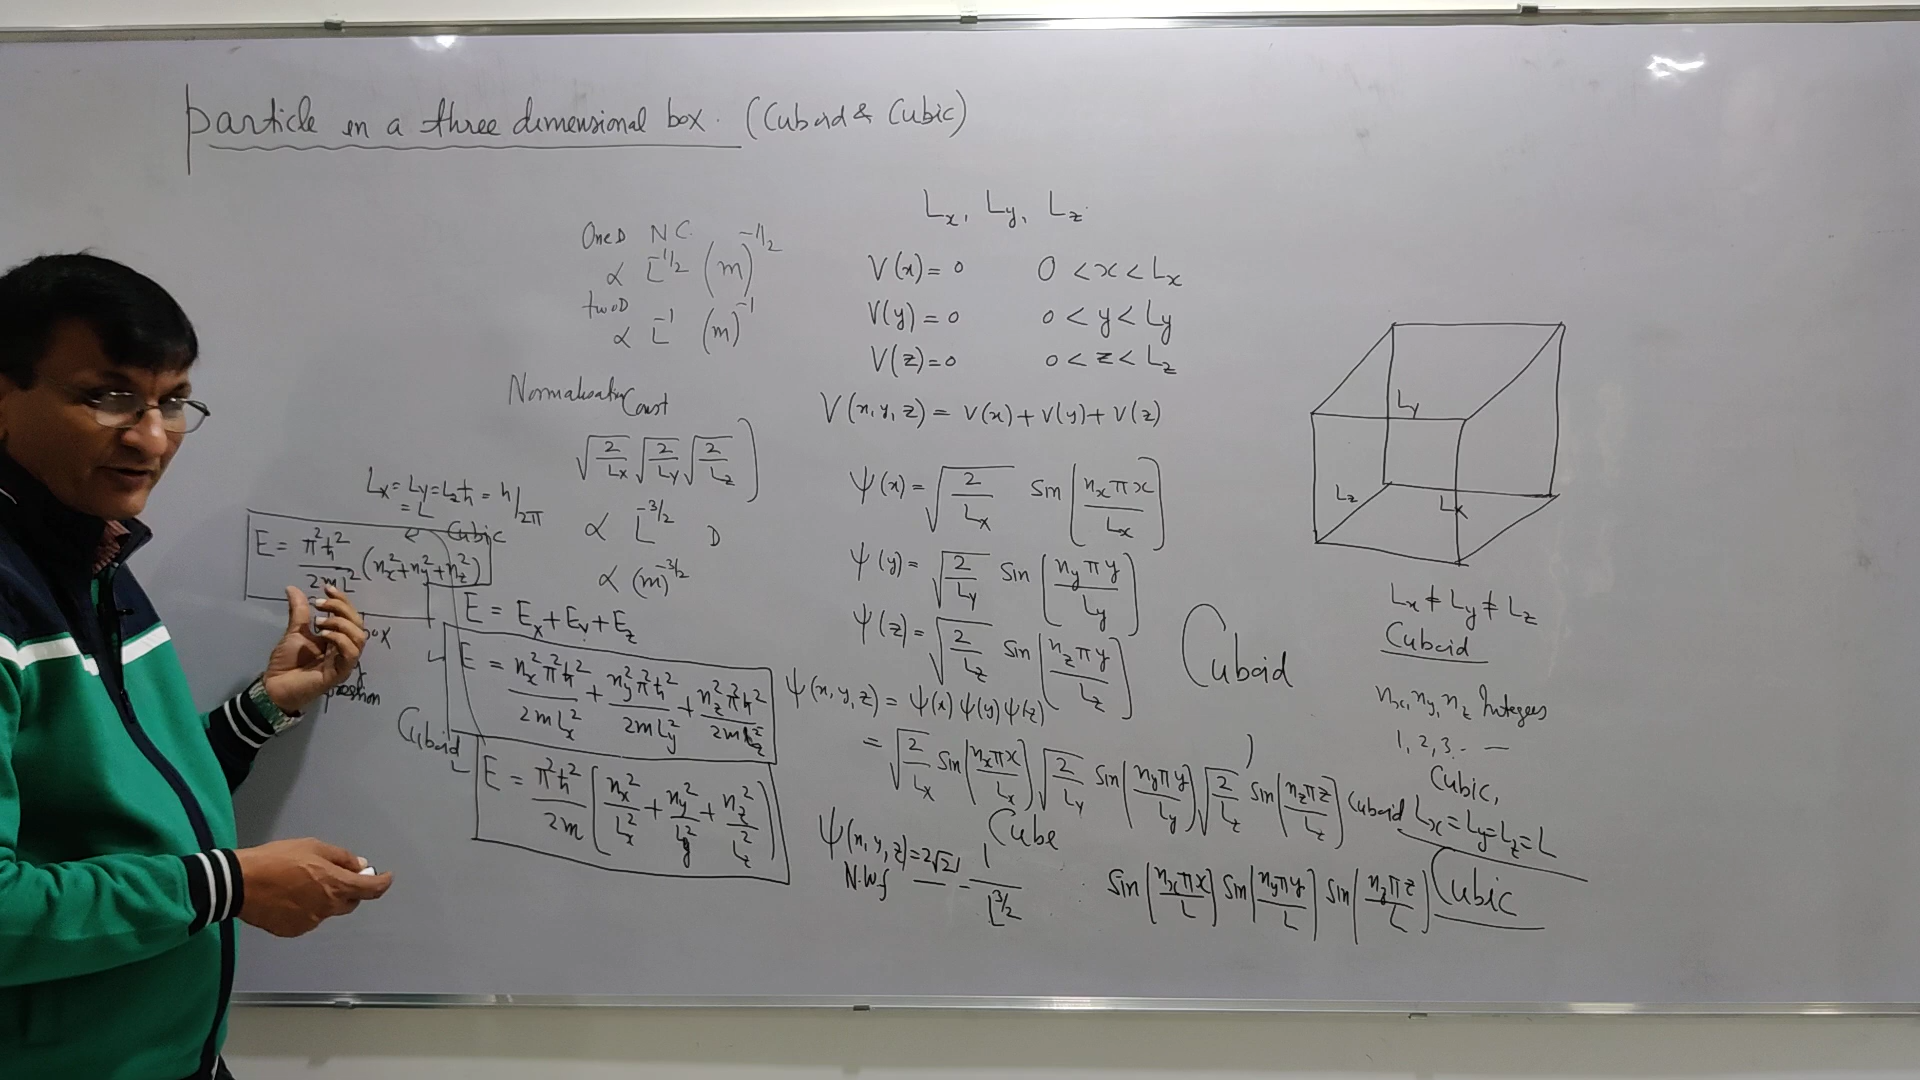 particle in a three dimensional box. (Cuboid & Cubic)
Lx, Ly, Lz
OneD N.C.
∝ L^-1/2 (m)^-1/2
twoD
∝ L^-1 (m)^-1
V(x) = 0 0 < x < Lx
V(y) = 0 0 < y < Ly
V(z) = 0 0 < z < Lz
V(x, y, z) = V(x) + V(y) + V(z)
Normalisation Const
√(2/Lx) √(2/Ly) √(2/Lz)
∝ L^-3/2 D
∝ (m)^-3/2
Lx = Ly = Lz
= L
ħ = h/2π
Cubic
E = π²ħ²/2mL² (nx² + ny² + nz²)
box
E = Ex + Ey + Ez
E = nx²π²ħ²/2mLx² + ny²π²ħ²/2mLy² + nz²π²ħ²/2mLz²
Cuboid
E = π²ħ²/2m (nx²/Lx² + ny²/Ly² + nz²/Lz²)
ψ(x) = √(2/Lx) Sin (nxπx/Lx)
ψ(y) = √(2/Ly) Sin (nyπy/Ly)
ψ(z) = √(2/Lz) Sin (nzπy/Lz)
Cuboid
ψ(x, y, z) = ψ(x) ψ(y) ψ(z)
= √(2/Lx) Sin(nxπx/Lx) √(2/Ly) Sin(nyπy/Ly) √(2/Lz) Sin(nzπz/Lz) Cuboid
Cube
ψ(x, y, z) = 2√2 1/L^3/2 Sin(nxπx/L) Sin(nyπy/L) Sin(nzπz/L) Cubic
N.W.f
Ly
Lz
Lx
Lx ≠ Ly ≠ Lz
Cuboid
nx, ny, nz Integers
1, 2, 3 - —
Cubic,
Lx = Ly = Lz = L